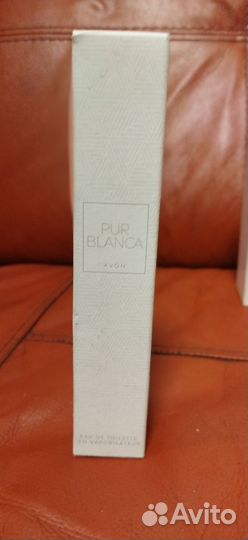 PUR
BLANCA
AVON
EAU DE TOILETTE
EN VAPORISATEUR
Avito